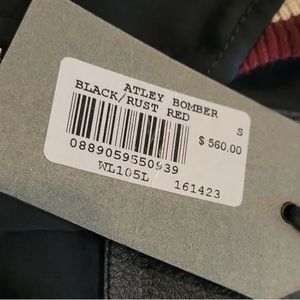 ATLEY BOMBER
BLACK/RUST RED
S
$ 560.00
0889059550939
WL105L 161423